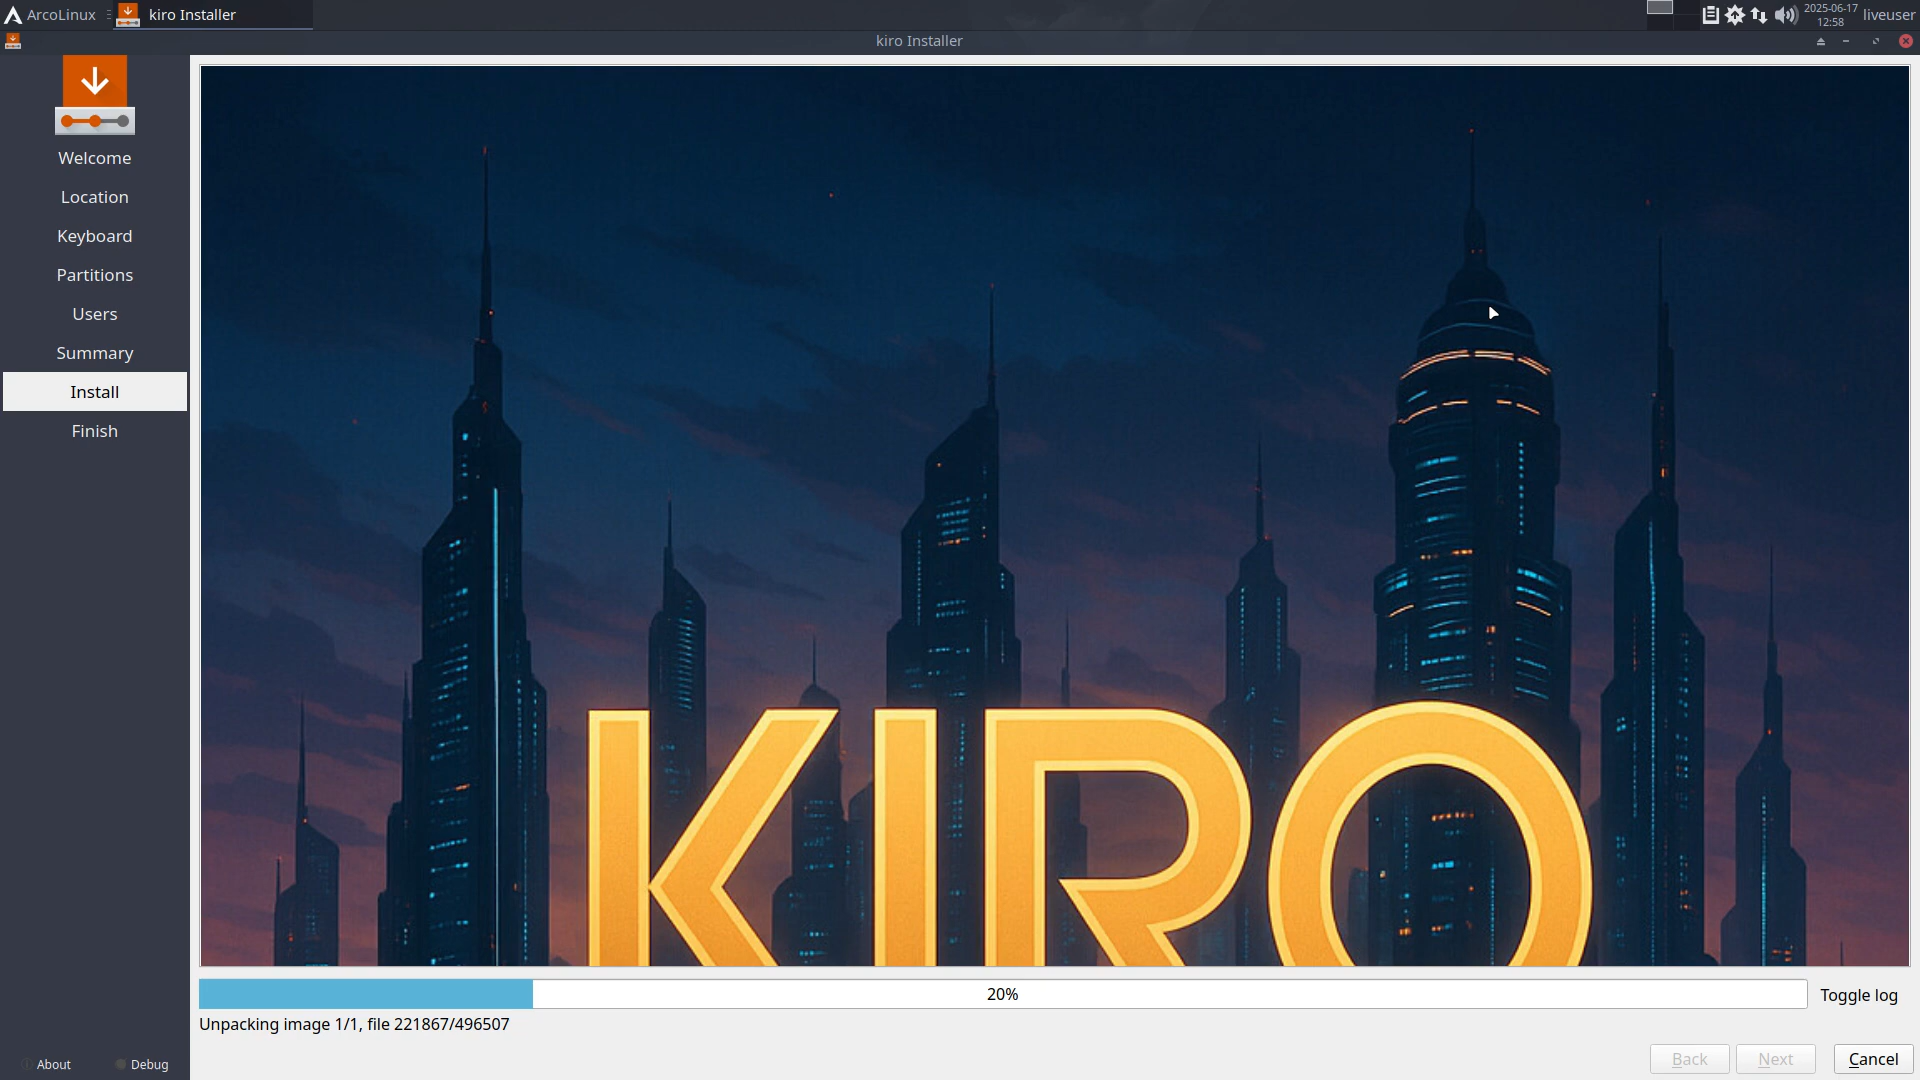 ArcoLinux
kiro Installer
2025-06-17
12:58
liveuser
kiro Installer
Welcome
Location
Keyboard
Partitions
Users
Summary
Install
Finish
KIRO
20%
Toggle log
Unpacking image 1/1, file 221867/496507
About
Debug
Back
Next
Cancel